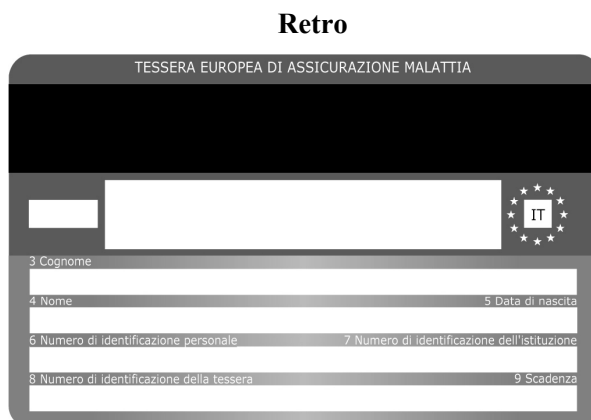 Retro
TESSERA EUROPEA DI ASSICURAZIONE MALATTIA
IT
3 Cognome
4 Nome 5 Data di nascita
6 Numero di identificazione personale 7 Numero di identificazione dell'istituzione
8 Numero di identificazione della tessera 9 Scadenza